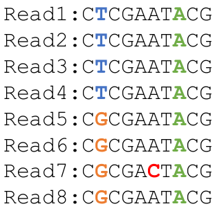 Read1:CTCGAATACG
Read2:CTCGAATACG
Read3:CTCGAATACG
Read4:CTCGAATACG
Read5:CGCGAATACG
Read6:CGCGAATACG
Read7:CGCGACTACG
Read8:CGCGAATACG